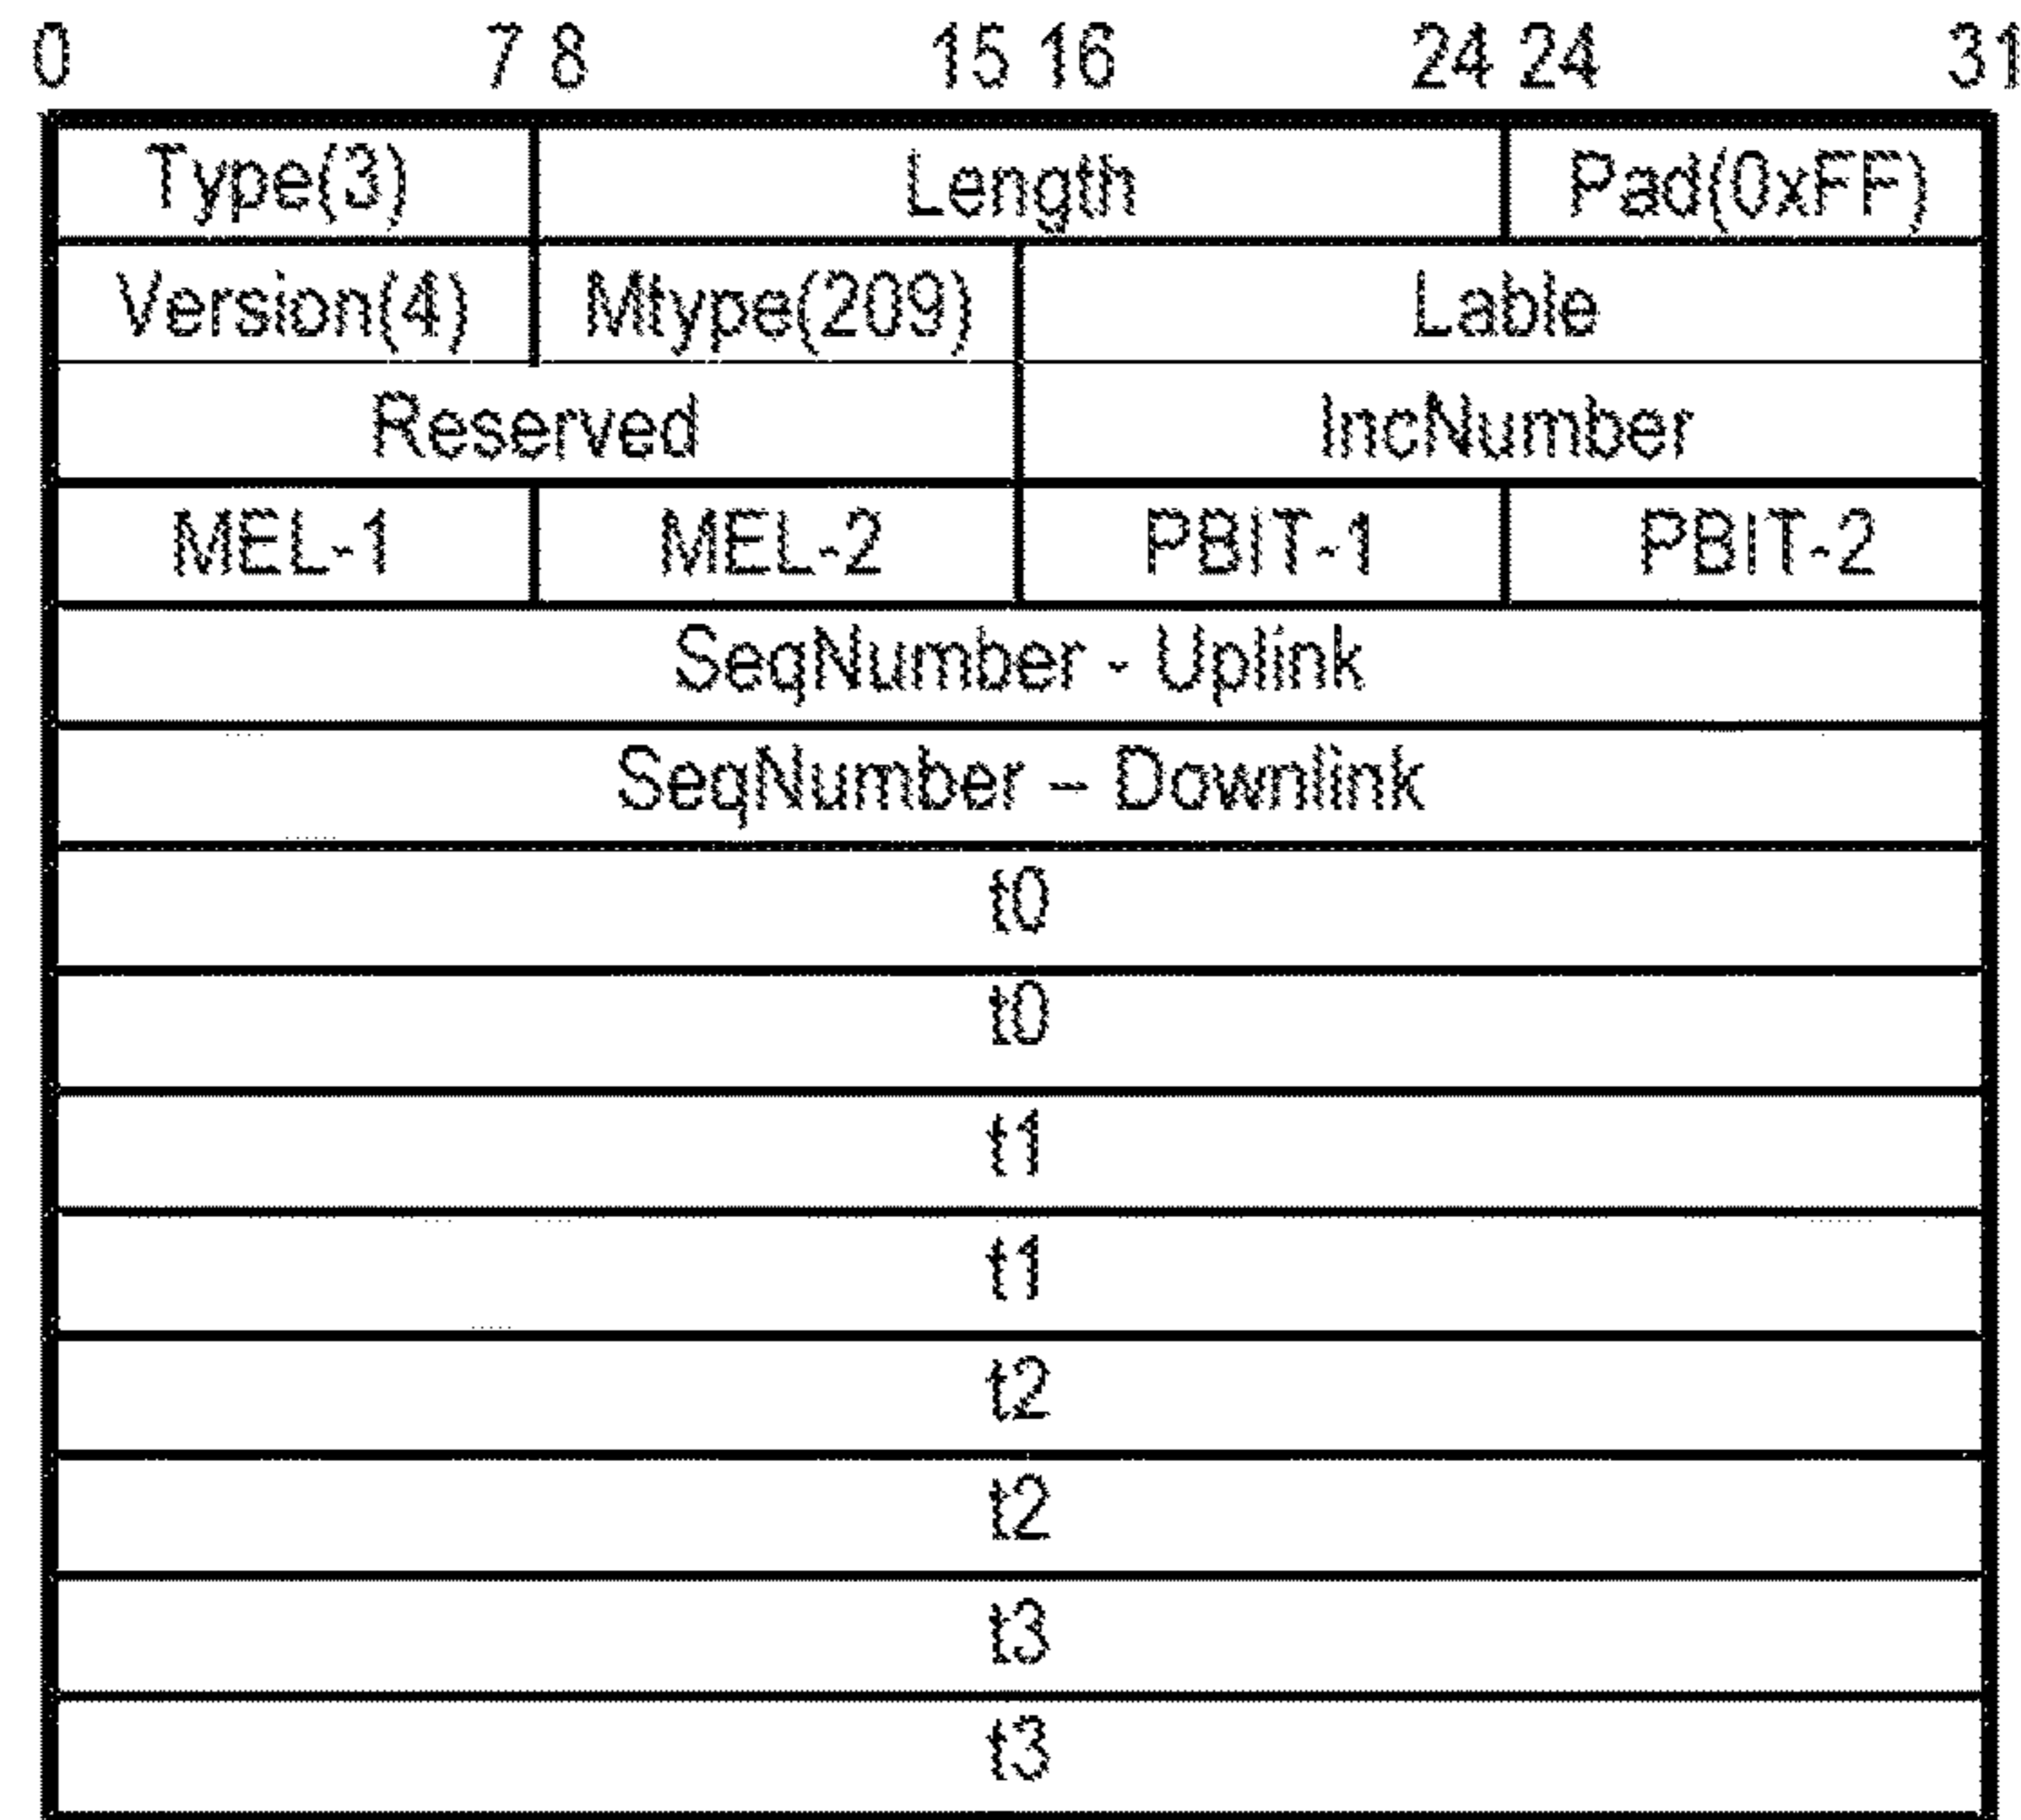 0 7 8 15 16 24 24 31
Type(3) Length Pad(0xFF)
Version(4) Mtype(209) Lable
Reserved IncNumber
MEL-1 MEL-2 PBIT-1 PBIT-2
SeqNumber - Uplink
SeqNumber – Downlink
t0
t0
t1
t1
t2
t2
t3
t3